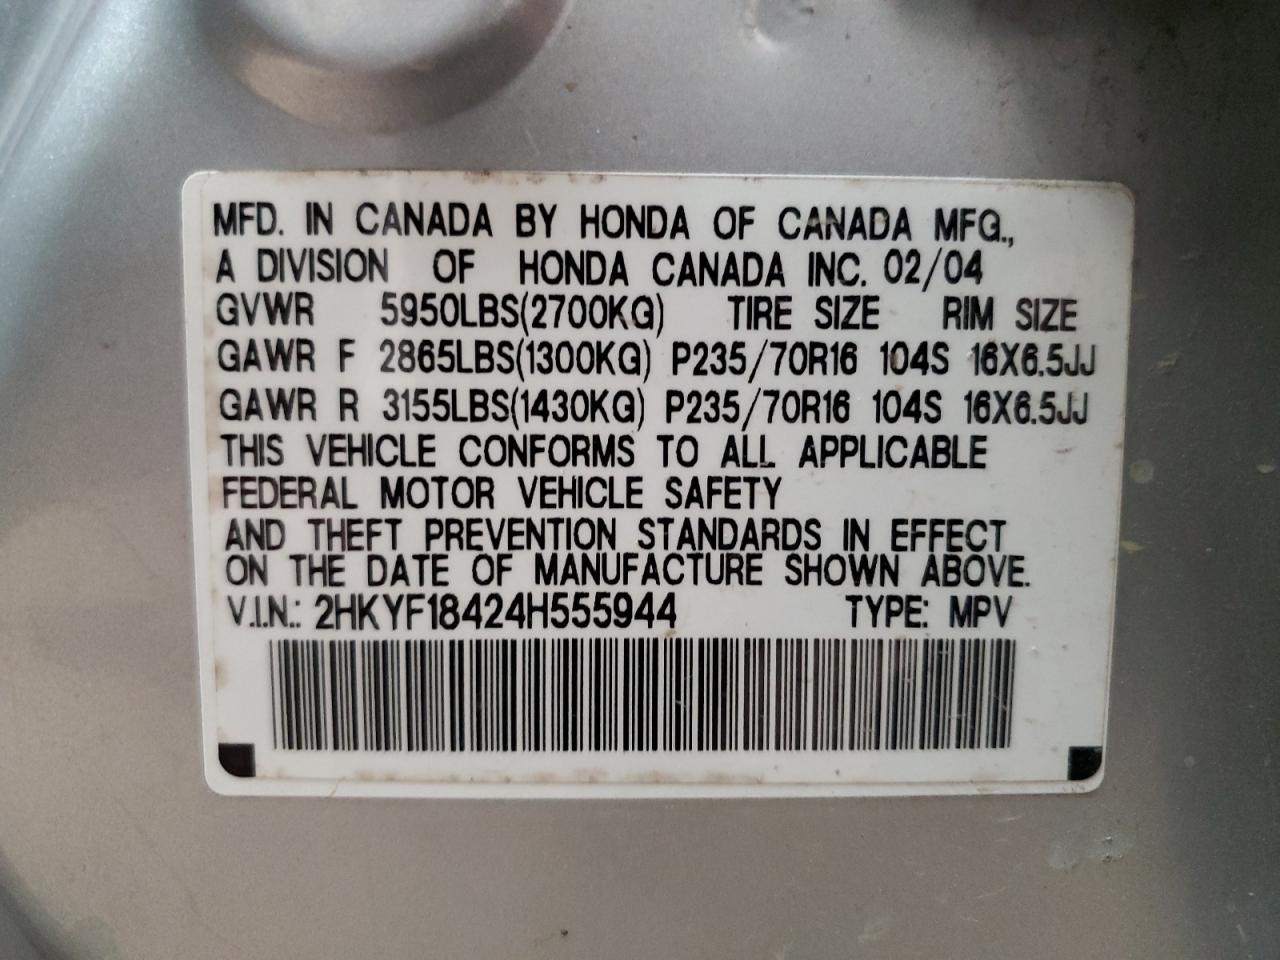 MFD. IN CANADA BY HONDA OF CANADA MFG.,
A DIVISION OF HONDA CANADA INC. 02/04
GVWR 5950LBS(2700KG) TIRE SIZE RIM SIZE
GAWR F 2865LBS(1300KG) P235/70R16 104S 16X6.5JJ
GAWR R 3155LBS(1430KG) P235/70R16 104S 16X6.5JJ
THIS VEHICLE CONFORMS TO ALL APPLICABLE
FEDERAL MOTOR VEHICLE SAFETY
AND THEFT PREVENTION STANDARDS IN EFFECT
ON THE DATE OF MANUFACTURE SHOWN ABOVE.
V.I.N.: 2HKYF18424H555944 TYPE: MPV